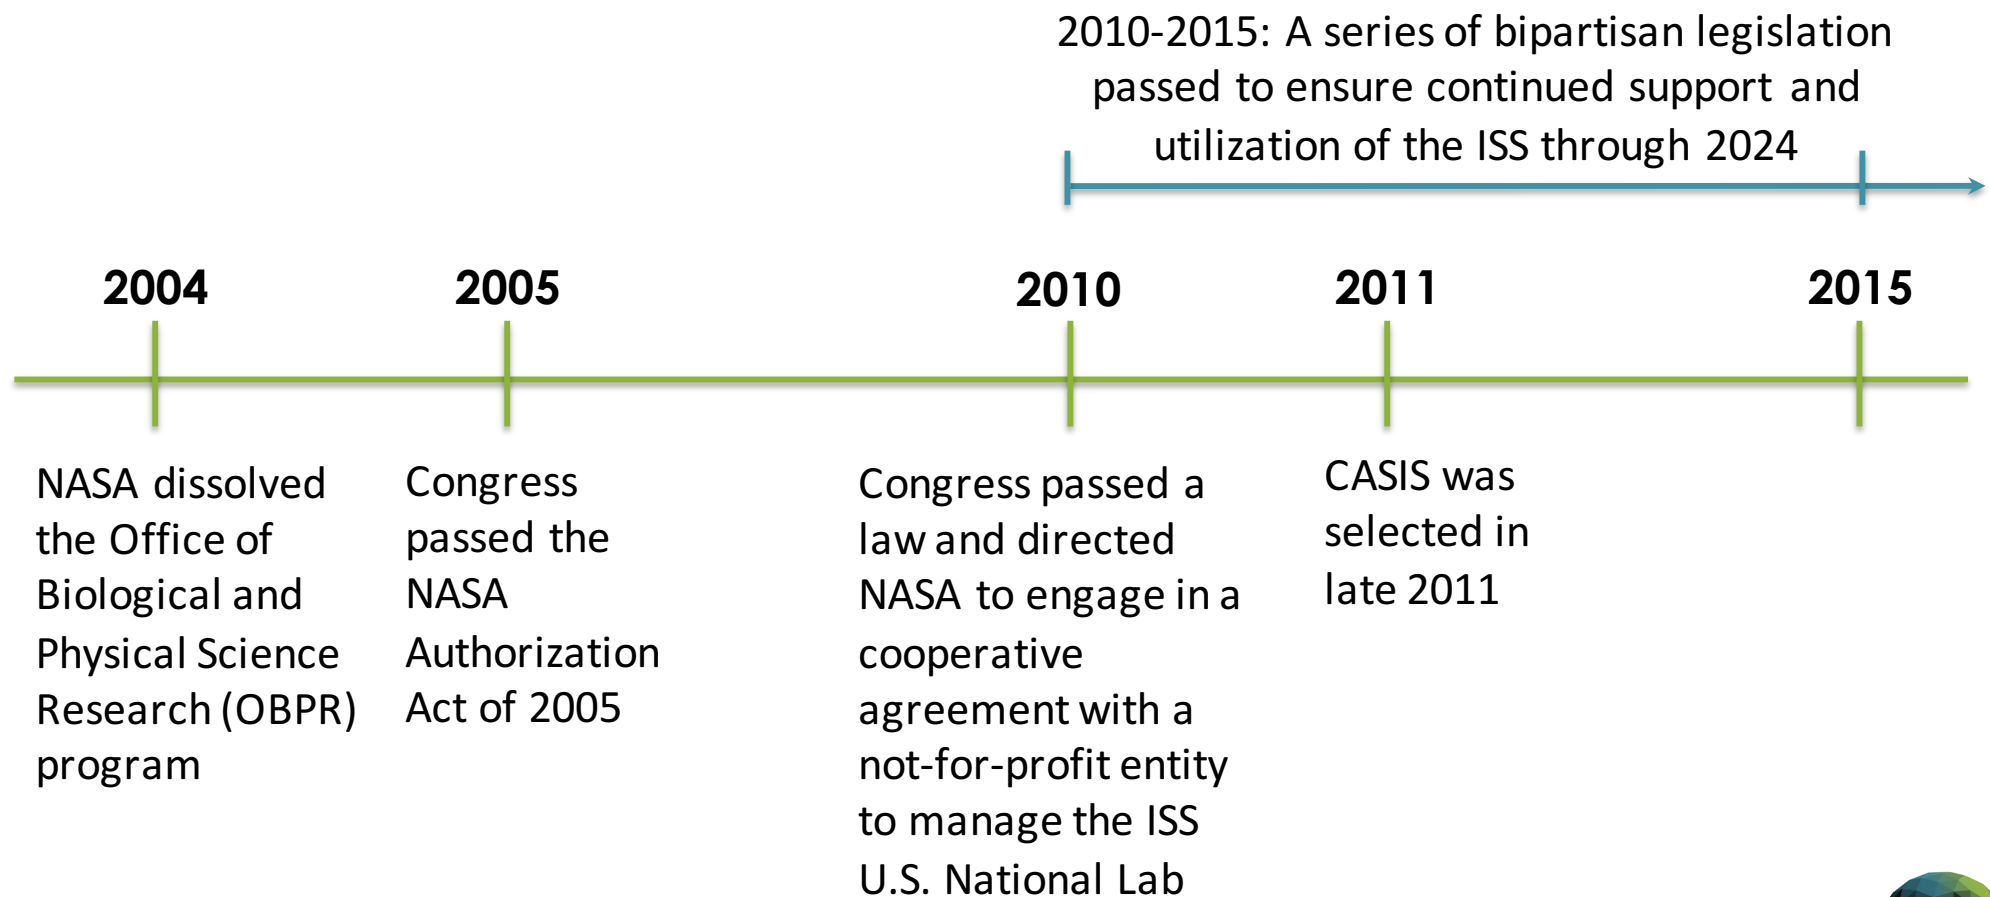 2010-2015: A series of bipartisan legislation
passed to ensure continued support and
utilization of the ISS through 2024
2004
2005
2010
2011
2015
NASA dissolved
the Office of
Biological and
Physical Science
Research (OBPR)
program
Congress
passed the
NASA
Authorization
Act of 2005
Congress passed a
law and directed
NASA to engage in a
cooperative
agreement with a
not-for-profit entity
to manage the ISS
U.S. National Lab
CASIS was
selected in
late 2011